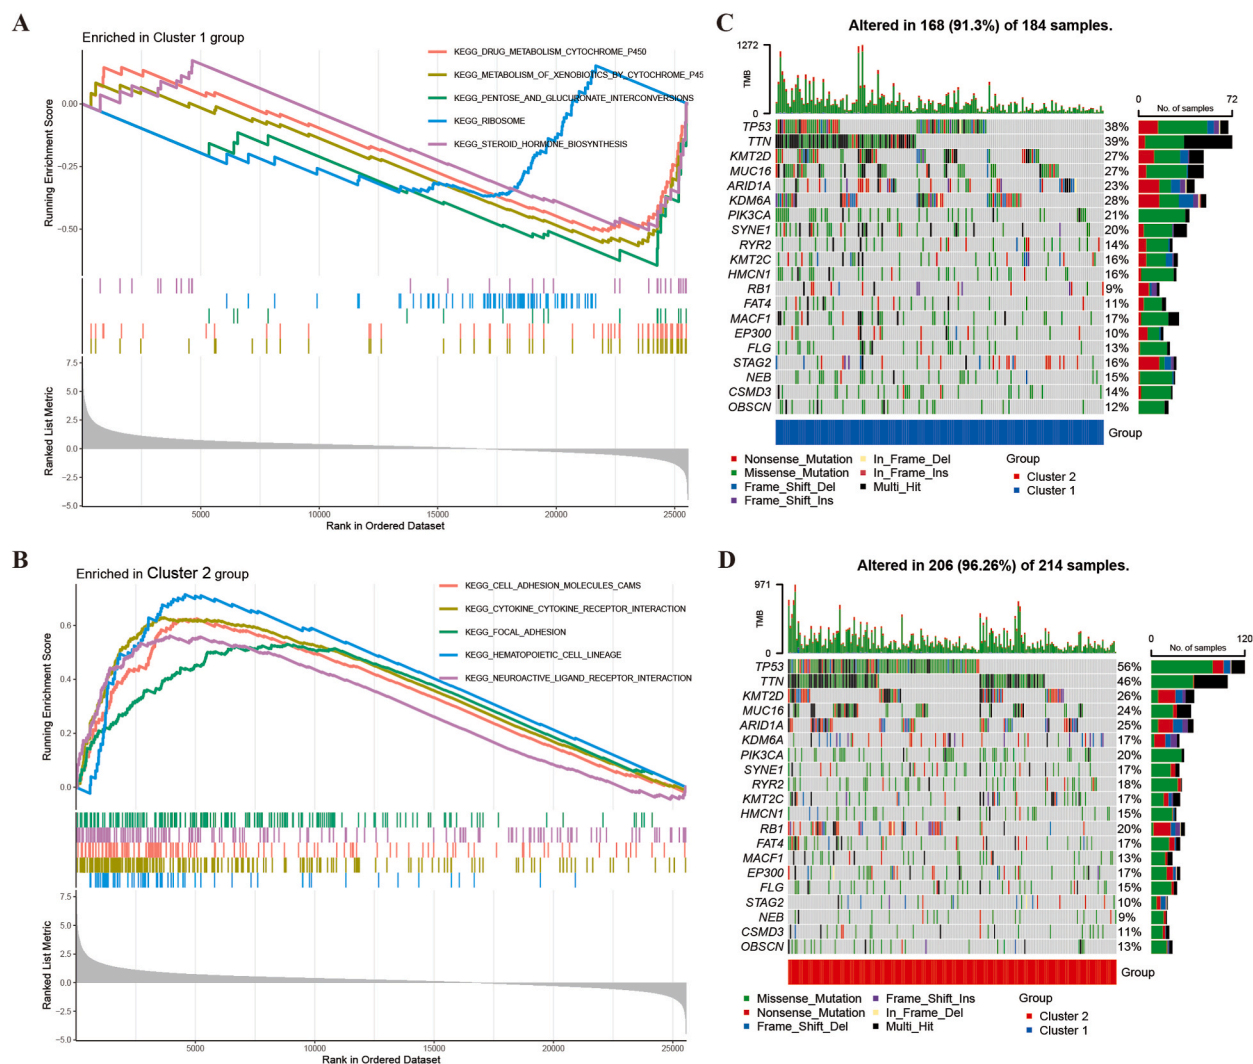 A
Enriched in Cluster 1 group
KEGG_DRUG_METABOLISM_CYTOCHROME_P450
KEGG_METABOLISM_OF_XENOBIOTICS_BY_CYTOCHROME_P45
KEGG_PENTOSE_AND_GLUCURONATE_INTERCONVERSIONS
KEGG_RIBOSOME
KEGG_STEROID_HORMONE_BIOSYNTHESIS
Running Enrichment Score
0.00
−0.25
−0.50
Ranked List Metric
7.5
5.0
2.5
0.0
−2.5
−5.0
5000 10000 15000 20000 25000
Rank in Ordered Dataset
B
Enriched in Cluster 2 group
KEGG_CELL_ADHESION_MOLECULES_CAMS
KEGG_CYTOKINE_CYTOKINE_RECEPTOR_INTERACTION
KEGG_FOCAL_ADHESION
KEGG_HEMATOPOIETIC_CELL_LINEAGE
KEGG_NEUROACTIVE_LIGAND_RECEPTOR_INTERACTION
Running Enrichment Score
0.6
0.4
0.2
0.0
Ranked List Metric
7.5
5.0
2.5
0.0
−2.5
−5.0
5000 10000 15000 20000 25000
Rank in Ordered Dataset
C
Altered in 168 (91.3%) of 184 samples.
1272
TMB
0
0 72
No. of samples
TP53 38%
TTN 39%
KMT2D 27%
MUC16 27%
ARID1A 23%
KDM6A 28%
PIK3CA 21%
SYNE1 20%
RYR2 14%
KMT2C 16%
HMCN1 16%
RB1 9%
FAT4 11%
MACF1 17%
EP300 10%
FLG 13%
STAG2 16%
NEB 15%
CSMD3 14%
OBSCN 12%
Group
Nonsense_Mutation In_Frame_Del Group
Missense_Mutation In_Frame_Ins Cluster 2
Frame_Shift_Del Multi_Hit Cluster 1
Frame_Shift_Ins
D
Altered in 206 (96.26%) of 214 samples.
971
TMB
0
0 120
No. of samples
TP53 56%
TTN 46%
KMT2D 26%
MUC16 24%
ARID1A 25%
KDM6A 17%
PIK3CA 20%
SYNE1 17%
RYR2 18%
KMT2C 17%
HMCN1 15%
RB1 20%
FAT4 17%
MACF1 13%
EP300 17%
FLG 15%
STAG2 10%
NEB 9%
CSMD3 11%
OBSCN 13%
Group
Missense_Mutation Frame_Shift_Ins Group
Nonsense_Mutation In_Frame_Del Cluster 2
Frame_Shift_Del Multi_Hit Cluster 1